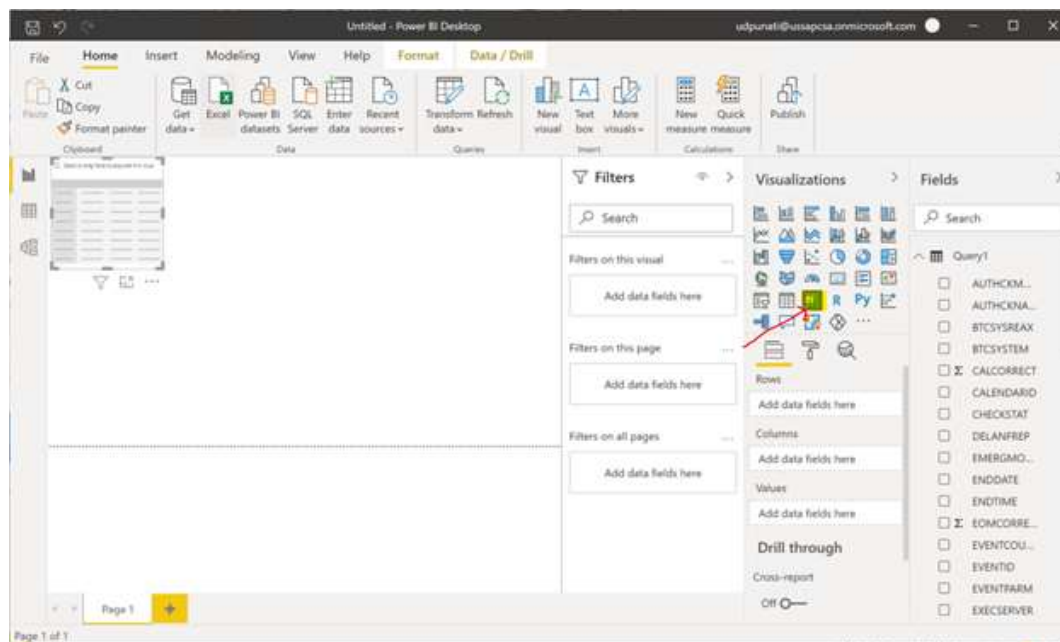 Untitled - Power BI Desktop
udpunati@ussapcsa.onmicrosoft.com
File Home Insert Modeling View Help Format Data / Drill
Paste
Cut
Copy
Format painter
Clipboard
Get data
Excel
Power BI datasets
SQL Server
Enter data
Recent sources
Data
Transform data
Refresh
Queries
New visual
Text box
More visuals
Insert
New measure
Quick measure
Calculations
Publish
Share
Filters
Search
Filters on this visual
Add data fields here
Filters on this page
Add data fields here
Filters on all pages
Add data fields here
Visualizations
R Py
Rows
Add data fields here
Columns
Add data fields here
Values
Add data fields here
Drill through
Cross-report
Off
Fields
Search
Query1
AUTHCKM...
AUTHCKNA...
BTCSYSREAX
BTCSYSTEM
Σ CALCORRECT
CALENDARID
CHECKSTAT
DELANFREP
EMERGMO...
ENDDATE
ENDTIME
Σ EOMCORRE...
EVENTCOU...
EVENTID
EVENTPARM
EXECSERVER
Page 1
Page 1 of 1